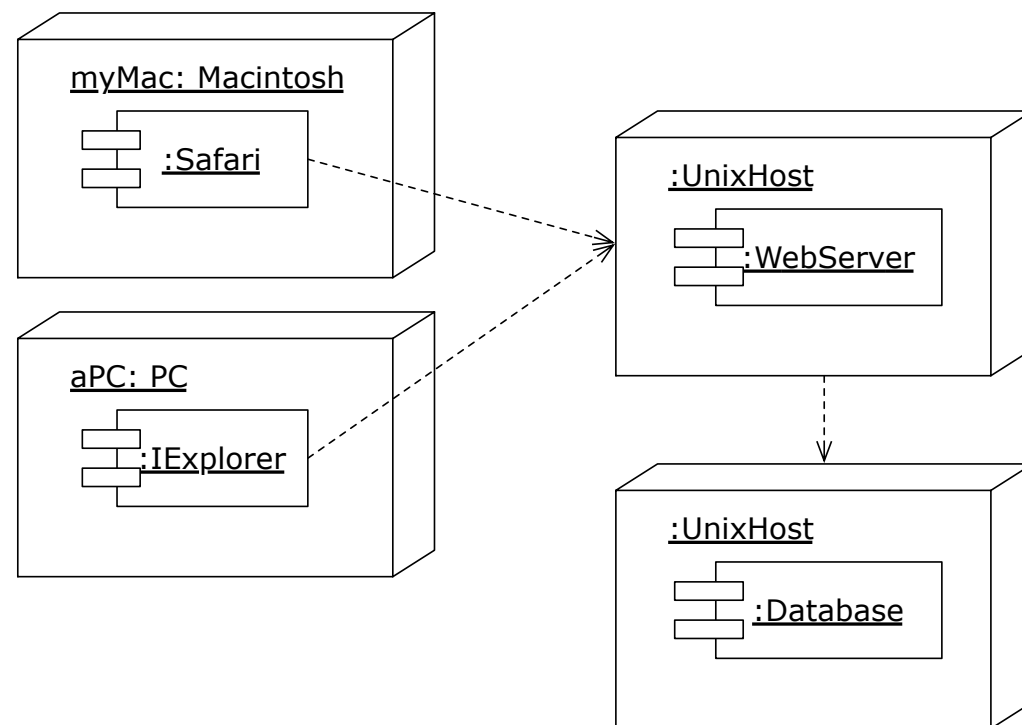 myMac: Macintosh
:Safari
:UnixHost
:WebServer
aPC: PC
:IExplorer
:UnixHost
:Database